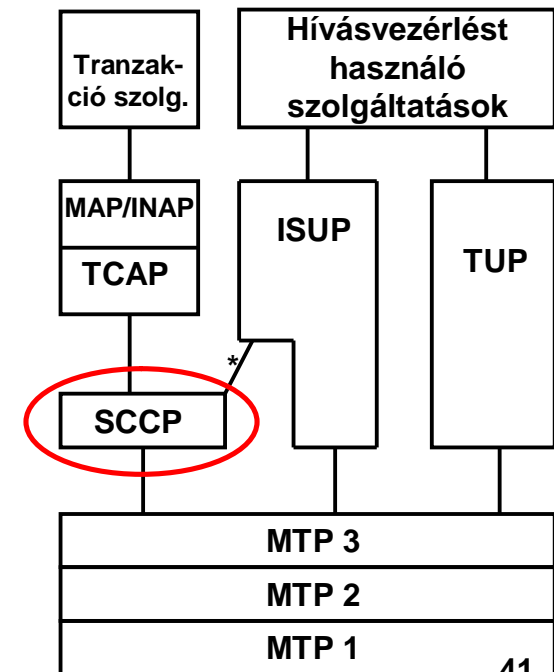 Tranzak-
ció szolg.
Hívásvezérlést
használó
szolgáltatások
MAP/INAP
TCAP
ISUP
TUP
*
SCCP
MTP 3
MTP 2
MTP 1
41